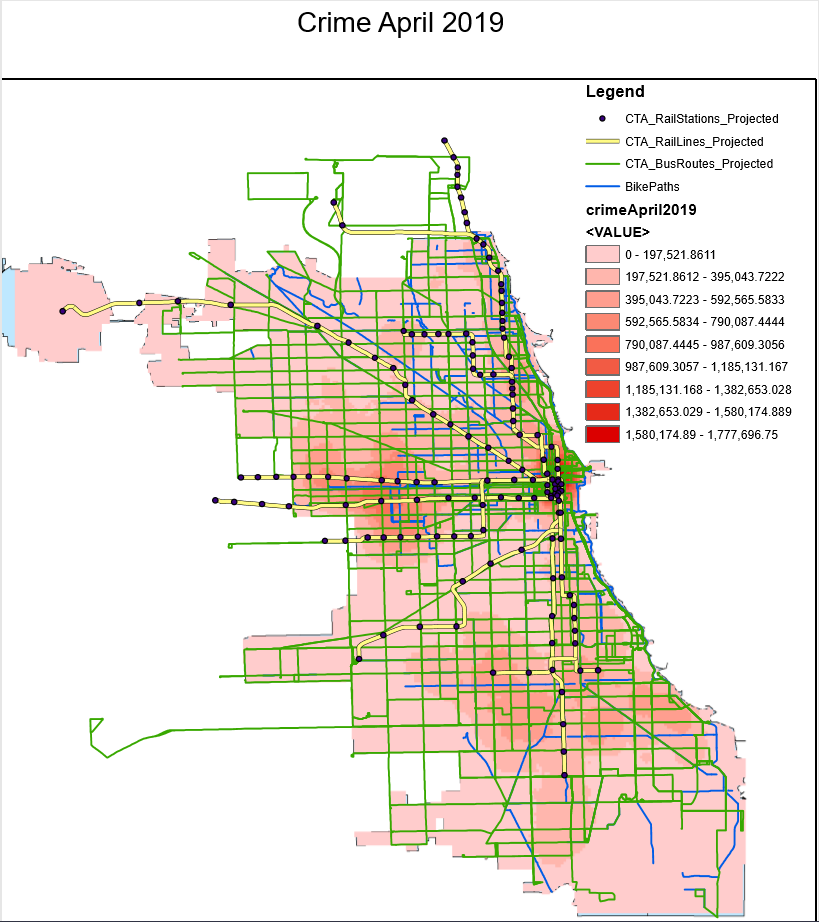 Crime April 2019
Legend
CTA_RailStations_Projected
CTA_RailLines_Projected
CTA_BusRoutes_Projected
BikePaths
crimeApril2019
<VALUE>
0 - 197,521.8611
197,521.8612 - 395,043.7222
395,043.7223 - 592,565.5833
592,565.5834 - 790,087.4444
790,087.4445 - 987,609.3056
987,609.3057 - 1,185,131.167
1,185,131.168 - 1,382,653.028
1,382,653.029 - 1,580,174.889
1,580,174.89 - 1,777,696.75